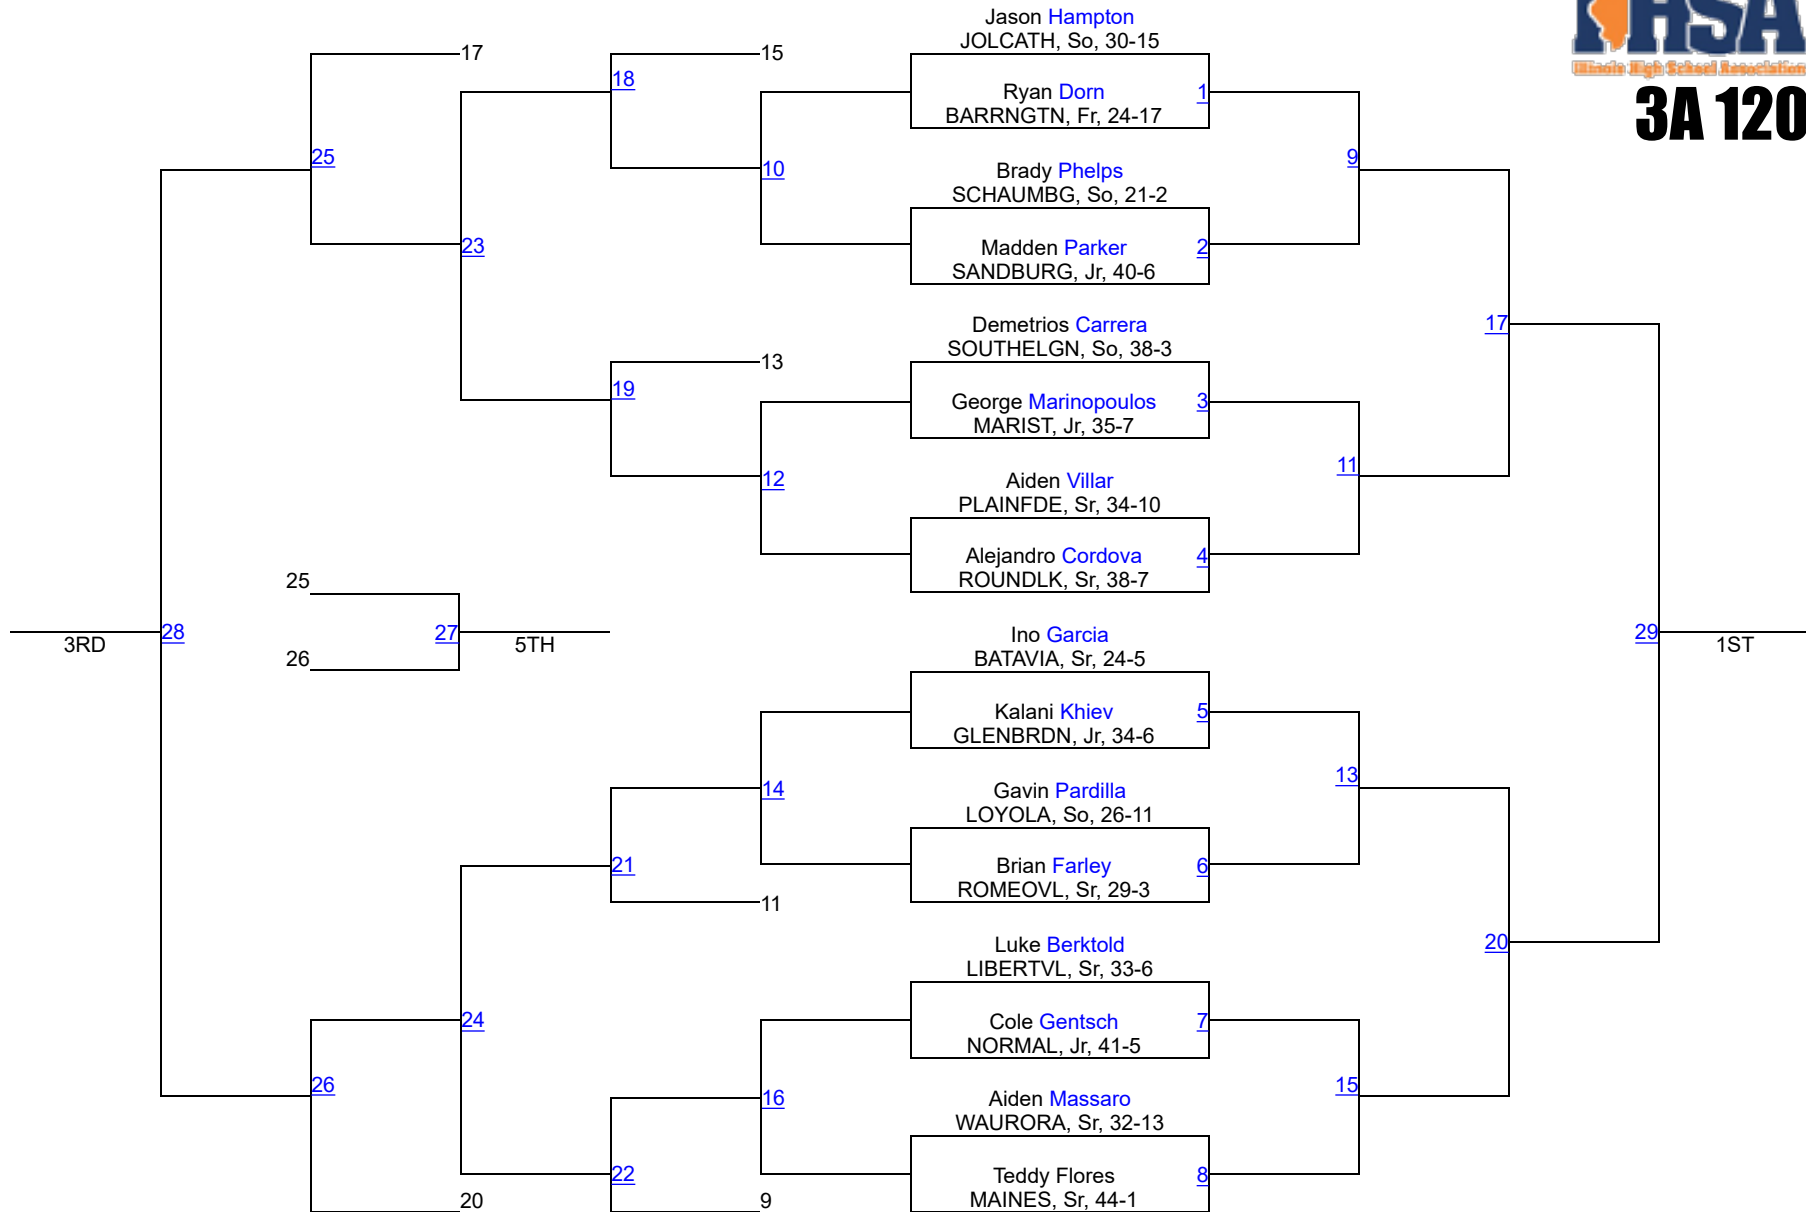 IHSA
Illinois High School Association
3A 120
Jason Hampton
JOLCATH, So, 30-15
Ryan Dorn
BARRNGTN, Fr, 24-17
1
Brady Phelps
SCHAUMBG, So, 21-2
Madden Parker
SANDBURG, Jr, 40-6
2
Demetrios Carrera
SOUTHELGN, So, 38-3
George Marinopoulos
MARIST, Jr, 35-7
3
Aiden Villar
PLAINFDE, Sr, 34-10
Alejandro Cordova
ROUNDLK, Sr, 38-7
4
Ino Garcia
BATAVIA, Sr, 24-5
Kalani Khiev
GLENBRDN, Jr, 34-6
5
Gavin Pardilla
LOYOLA, So, 26-11
Brian Farley
ROMEOVL, Sr, 29-3
6
Luke Berktold
LIBERTVL, Sr, 33-6
Cole Gentsch
NORMAL, Jr, 41-5
7
Aiden Massaro
WAURORA, Sr, 32-13
Teddy Flores
MAINES, Sr, 44-1
8
9
11
13
15
17
20
29
1ST
15
18
10
13
19
12
14
21
11
16
22
9
17
25
23
24
26
20
25
27
26
5TH
28
3RD